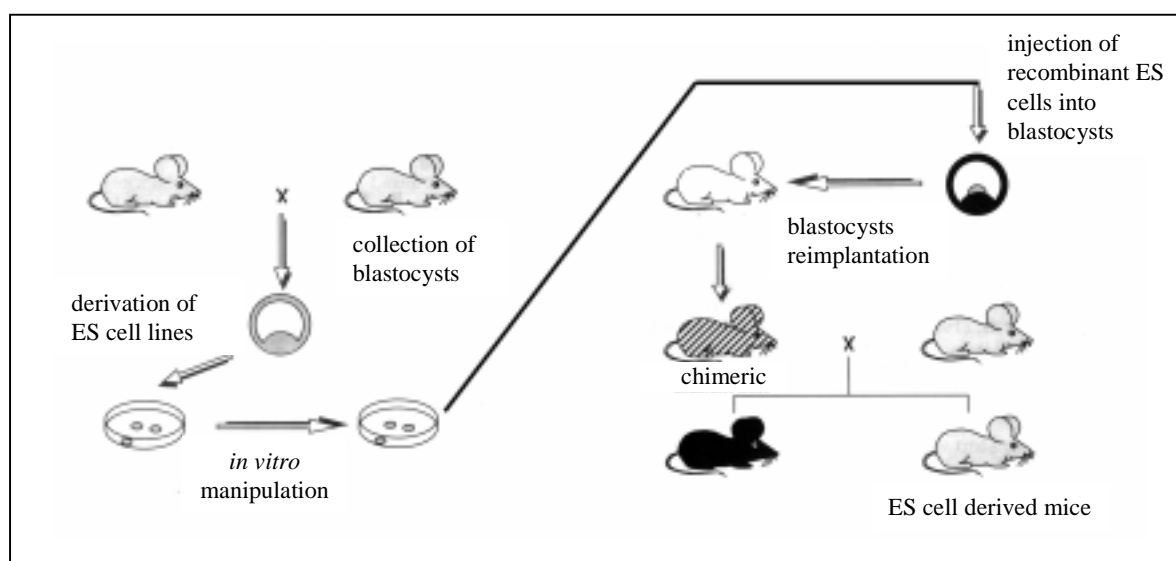 injection of
recombinant ES
cells into
blastocysts
X
collection of
blastocysts
blastocysts
reimplantation
derivation of
ES cell lines
X
chimeric
in vitro
manipulation
ES cell derived mice